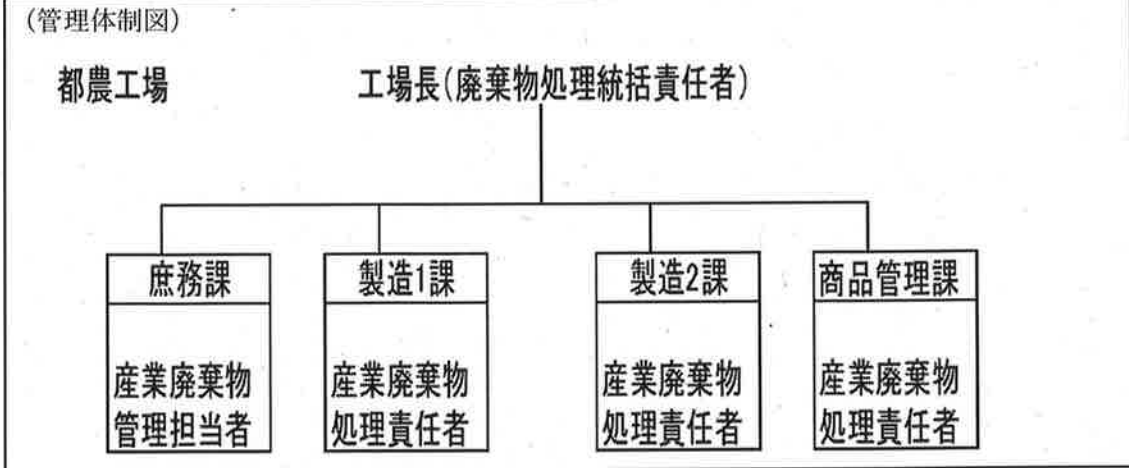 (管理体制図)
都農工場 工場長(廃棄物処理統括責任者)
庶務課 製造1課 製造2課 商品管理課
産業廃棄物 産業廃棄物 産業廃棄物 産業廃棄物
管理担当者 処理責任者 処理責任者 処理責任者